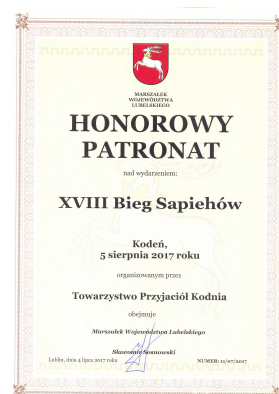 MARSZAŁEK
WOJEWÓDZTWA
LUBELSKIEGO
HONOROWY
PATRONAT
nad wydarzeniem:
XVIII Bieg Sapiehów
Kodeń,
5 sierpnia 2017 roku
organizowanym przez
Towarzystwo Przyjaciół Kodnia
obejmuje
Marszałek Województwa Lubelskiego
Sławomir Sosnowski
Lublin, dnia 4 lipca 2017 roku
NUMER: 11/07/2017